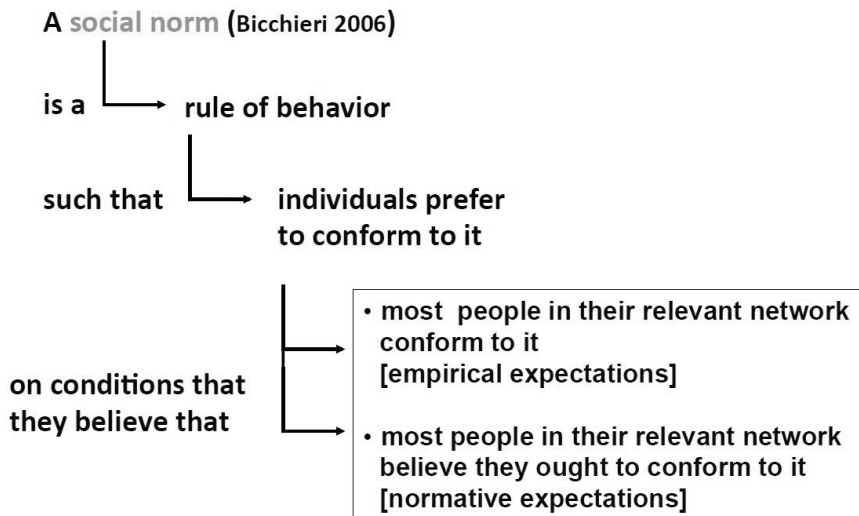 A social norm (Bicchieri 2006)
is a
rule of behavior
such that
individuals prefer
to conform to it
on conditions that
they believe that
• most people in their relevant network
conform to it
[empirical expectations]
• most people in their relevant network
believe they ought to conform to it
[normative expectations]